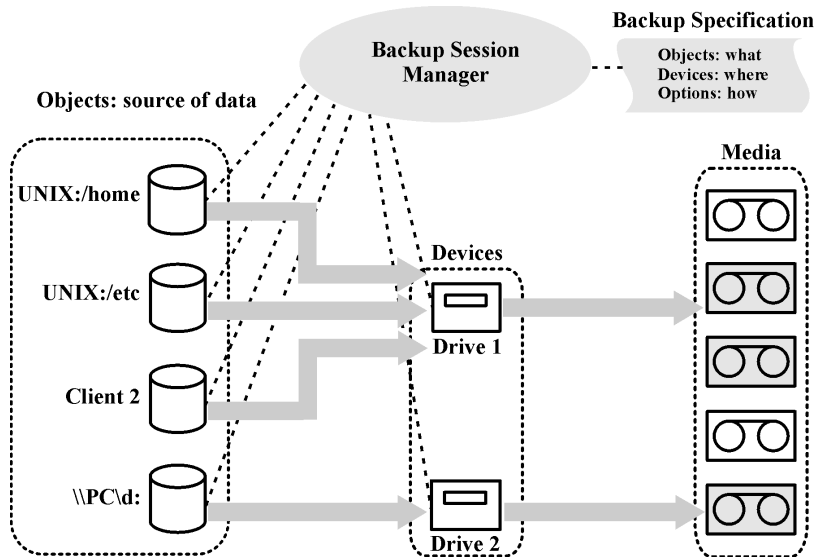 Backup Specification
Backup Session
Manager
Objects: what
Devices: where
Options: how
Objects: source of data
Media
UNIX:/home
Devices
UNIX:/etc
Drive 1
Client 2
\\PC\d:
Drive 2